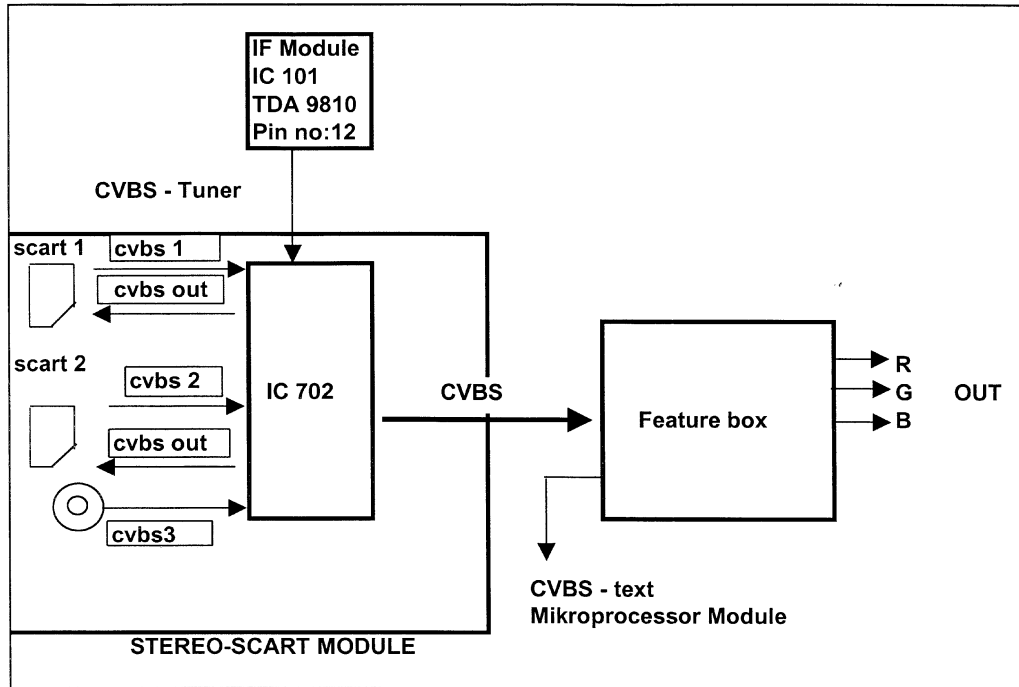 IF Module
IC 101
TDA 9810
Pin no:12
CVBS - Tuner
scart 1
cvbs 1
cvbs out
scart 2
cvbs 2
cvbs out
cvbs3
IC 702
CVBS
Feature box
R
G
B
OUT
CVBS - text
Mikroprocessor Module
STEREO-SCART MODULE